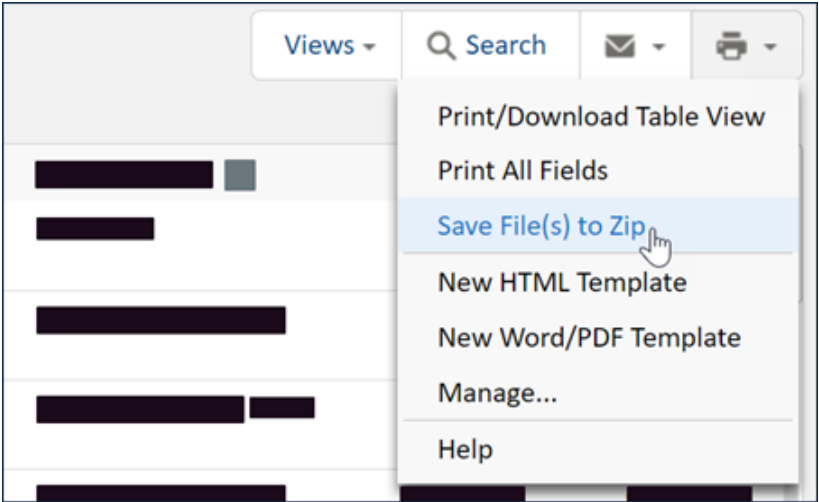 Views
Search
Print/Download Table View
Print All Fields
Save File(s) to Zip
New HTML Template
New Word/PDF Template
Manage...
Help